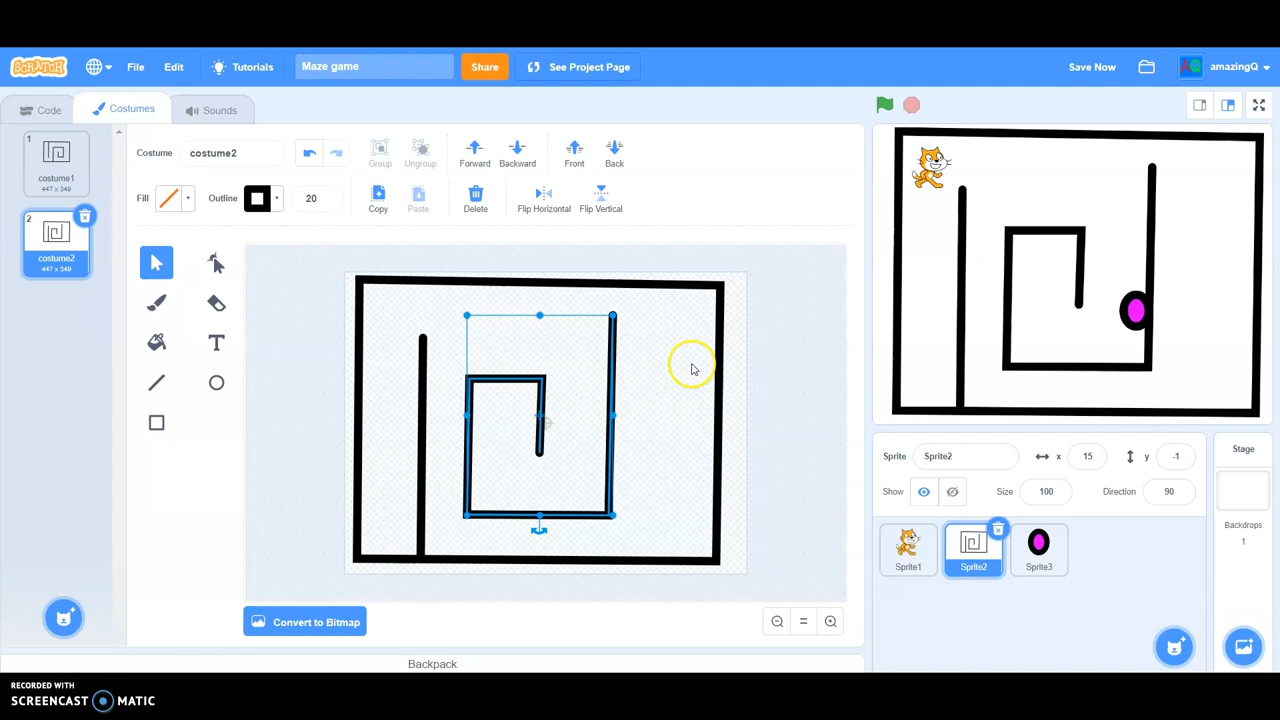 SCRATCH
File
Edit
Tutorials
Maze game
Share
See Project Page
Save Now
amazingQ
Code
Costumes
Sounds
1
costume1
447 x 349
2
costume2
447 x 349
Costume
costume2
Group
Ungroup
Forward
Backward
Front
Back
Fill
Outline
20
Copy
Paste
Delete
Flip Horizontal
Flip Vertical
T
Convert to Bitmap
Backpack
Sprite
Sprite2
x
15
y
-1
Show
Size
100
Direction
90
Sprite1
Sprite2
Sprite3
Stage
Backdrops
1
RECORDED WITH
SCREENCAST MATIC